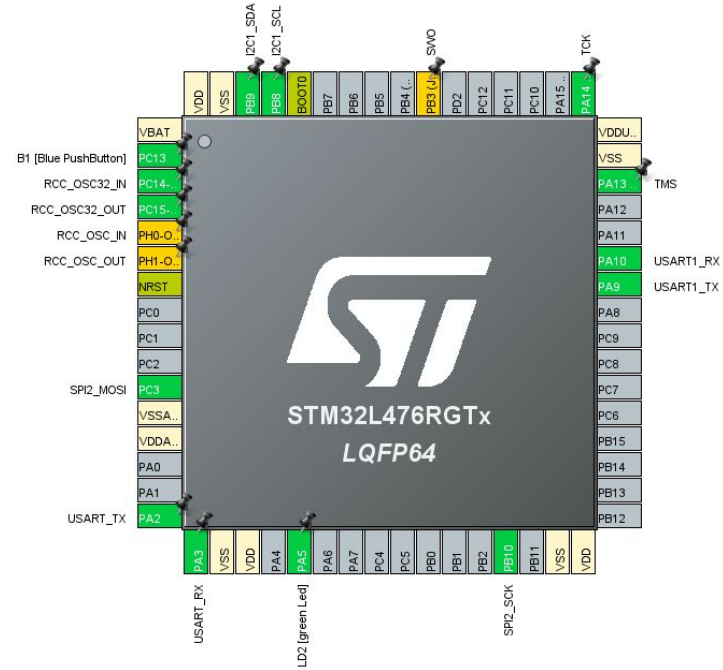 I2C1_SDA
I2C1_SCL
SWO
TCK
VDD
VSS
PB9
PB8
BOOT0
PB7
PB6
PB5
PB4 (..
PB3 (J..
PD2
PC12
PC11
PC10
PA15 ..
PA14 ..
B1 [Blue PushButton]
RCC_OSC32_IN
RCC_OSC32_OUT
RCC_OSC_IN
RCC_OSC_OUT
SPI2_MOSI
USART_TX
VBAT
PC13
PC14-..
PC15-..
PH0-O..
PH1-O..
NRST
PC0
PC1
PC2
PC3
VSSA..
VDDA..
PA0
PA1
PA2
ST
STM32L476RGTx
LQFP64
VDDU..
VSS
PA13 ..
PA12
PA11
PA10
PA9
PA8
PC9
PC8
PC7
PC6
PB15
PB14
PB13
PB12
TMS
USART1_RX
USART1_TX
PA3
VSS
VDD
PA4
PA5
PA6
PA7
PC4
PC5
PB0
PB1
PB2
PB10
PB11
VSS
VDD
USART_RX
LD2 [green Led]
SPI2_SCK